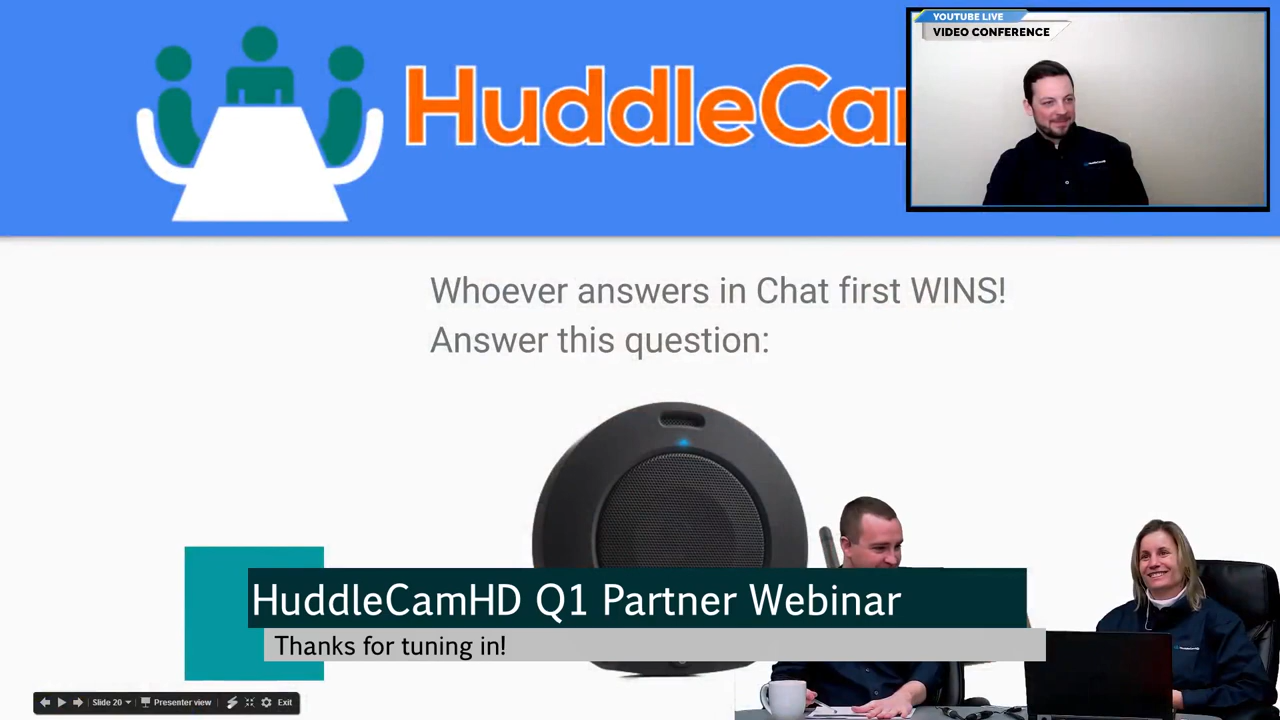 HuddleCa
YOUTUBE LIVE
VIDEO CONFERENCE
Whoever answers in Chat first WINS!
Answer this question:
HuddleCamHD Q1 Partner Webinar
Thanks for tuning in!
Slide 20
Presenter view
Exit